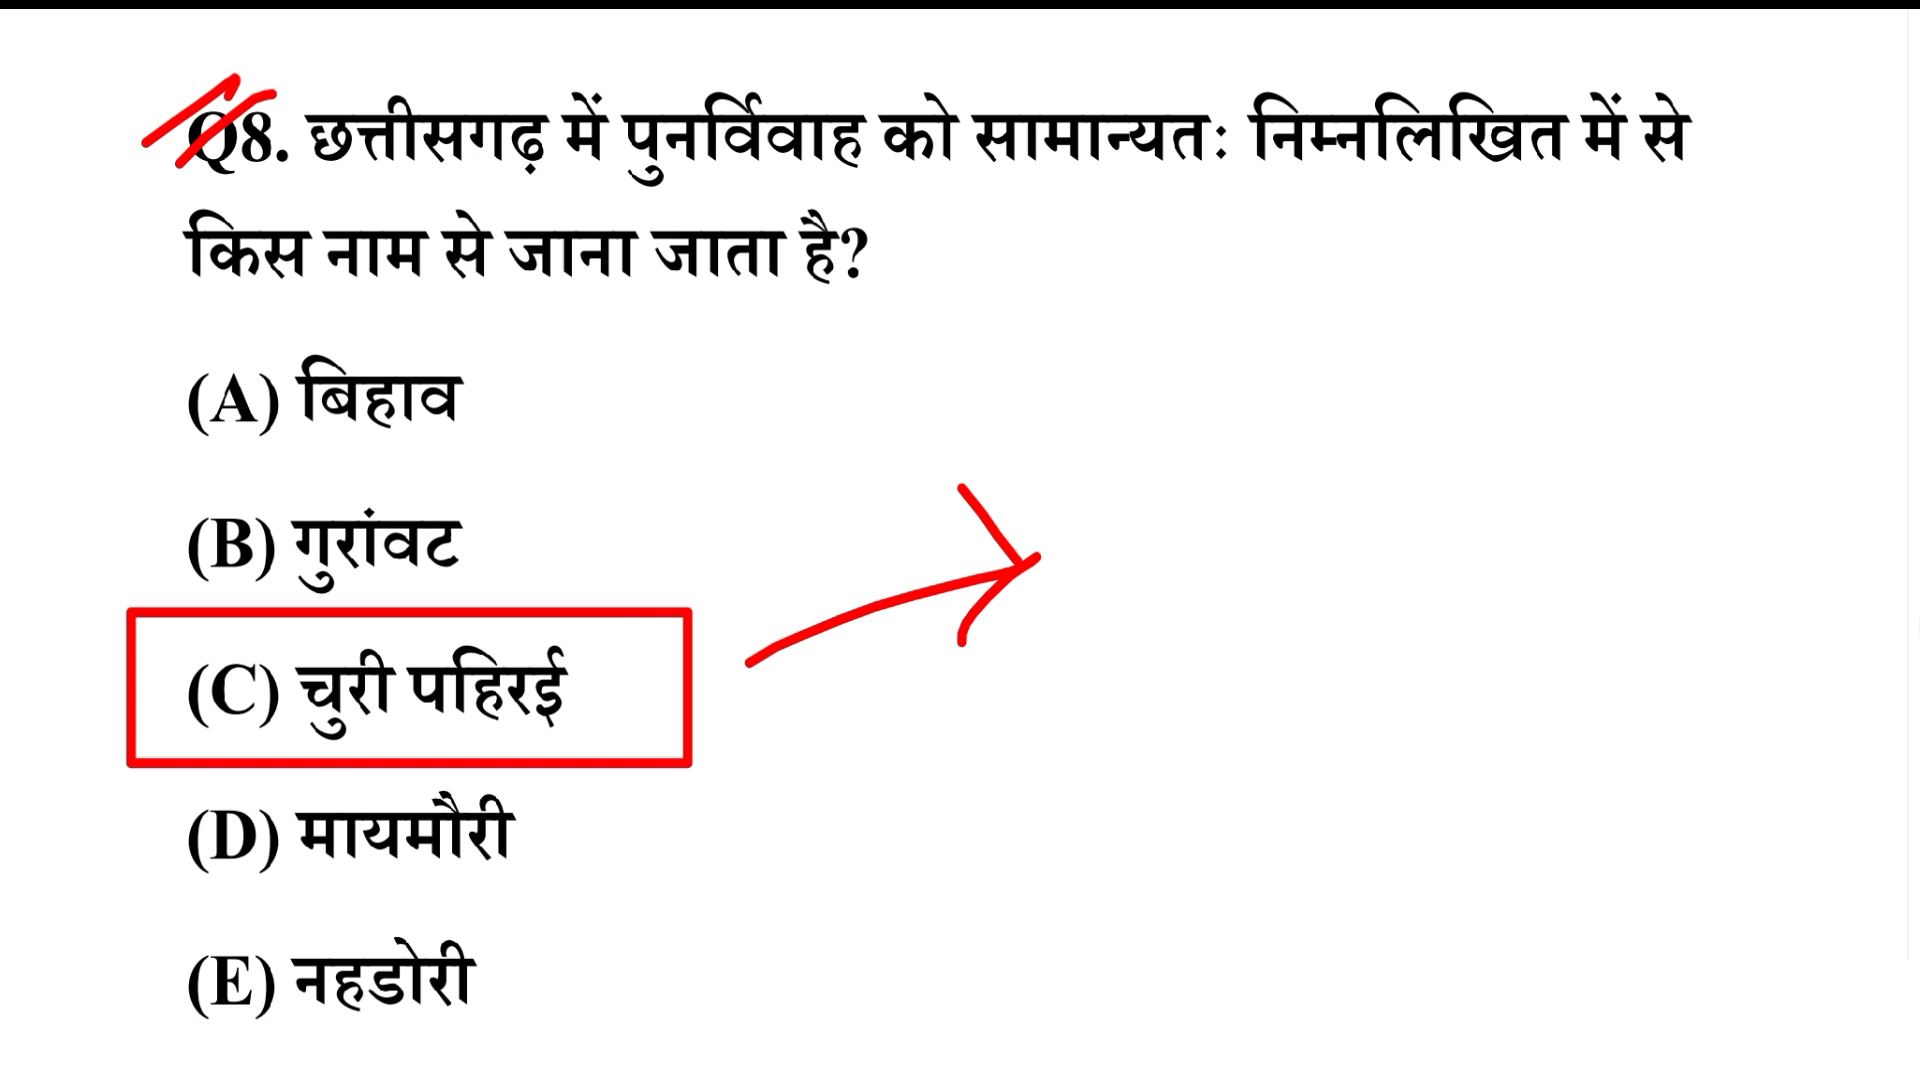 Q8. छत्तीसगढ़ में पुनर्विवाह को सामान्यतः निम्नलिखित में से
किस नाम से जाना जाता है?
(A) बिहाव
(B) गुरांवट
(C) चुरी पहिरई
(D) मायमौरी
(E) नहडोरी